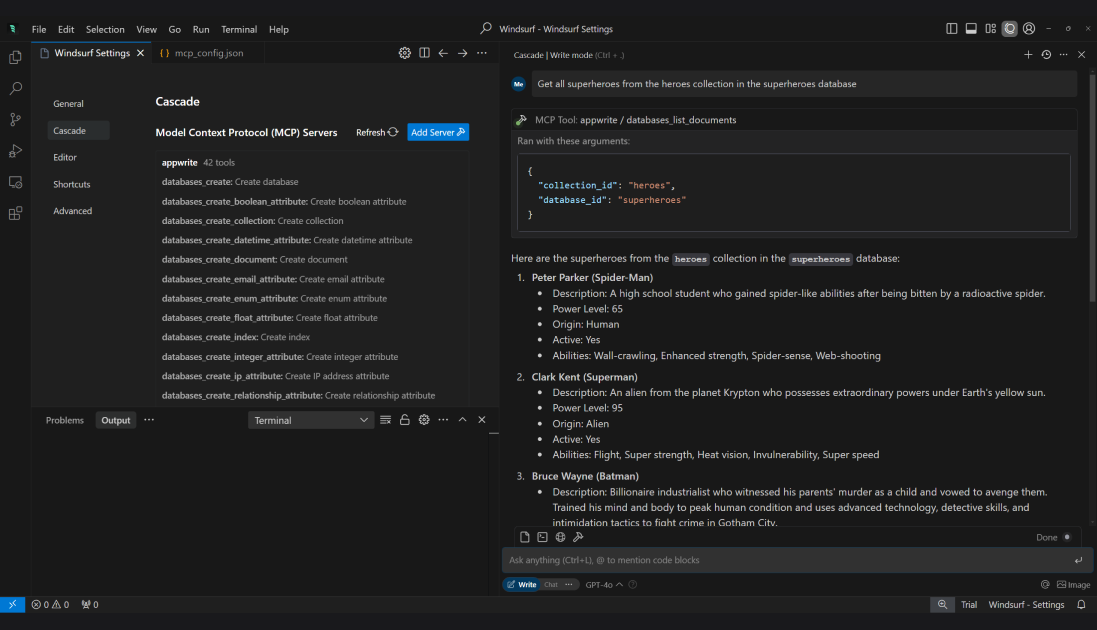 File Edit Selection View Go Run Terminal Help
Windsurf - Windsurf Settings
Windsurf Settings
{ } mcp_config.json
General
Cascade
Editor
Shortcuts
Advanced
Cascade
Model Context Protocol (MCP) Servers
Refresh
Add Server
appwrite 42 tools
databases_create: Create database
databases_create_boolean_attribute: Create boolean attribute
databases_create_collection: Create collection
databases_create_datetime_attribute: Create datetime attribute
databases_create_document: Create document
databases_create_email_attribute: Create email attribute
databases_create_enum_attribute: Create enum attribute
databases_create_float_attribute: Create float attribute
databases_create_index: Create index
databases_create_integer_attribute: Create integer attribute
databases_create_ip_attribute: Create IP address attribute
databases_create_relationship_attribute: Create relationship attribute
Problems Output
Terminal
Cascade | Write mode (Ctrl + .)
Me
Get all superheroes from the heroes collection in the superheroes database
MCP Tool: appwrite / databases_list_documents
Ran with these arguments:
{
"collection_id": "heroes",
"database_id": "superheroes"
}
Here are the superheroes from the heroes collection in the superheroes database:
1. Peter Parker (Spider-Man)
• Description: A high school student who gained spider-like abilities after being bitten by a radioactive spider.
• Power Level: 65
• Origin: Human
• Active: Yes
• Abilities: Wall-crawling, Enhanced strength, Spider-sense, Web-shooting
2. Clark Kent (Superman)
• Description: An alien from the planet Krypton who possesses extraordinary powers under Earth's yellow sun.
• Power Level: 95
• Origin: Alien
• Active: Yes
• Abilities: Flight, Super strength, Heat vision, Invulnerability, Super speed
3. Bruce Wayne (Batman)
• Description: Billionaire industrialist who witnessed his parents' murder as a child and vowed to avenge them.
Trained his mind and body to peak human condition and uses advanced technology, detective skills, and
intimidation tactics to fight crime in Gotham City.
Done
Ask anything (Ctrl+L), @ to mention code blocks
Write Chat
GPT-4o
Image
0 0 0
Trial
Windsurf - Settings